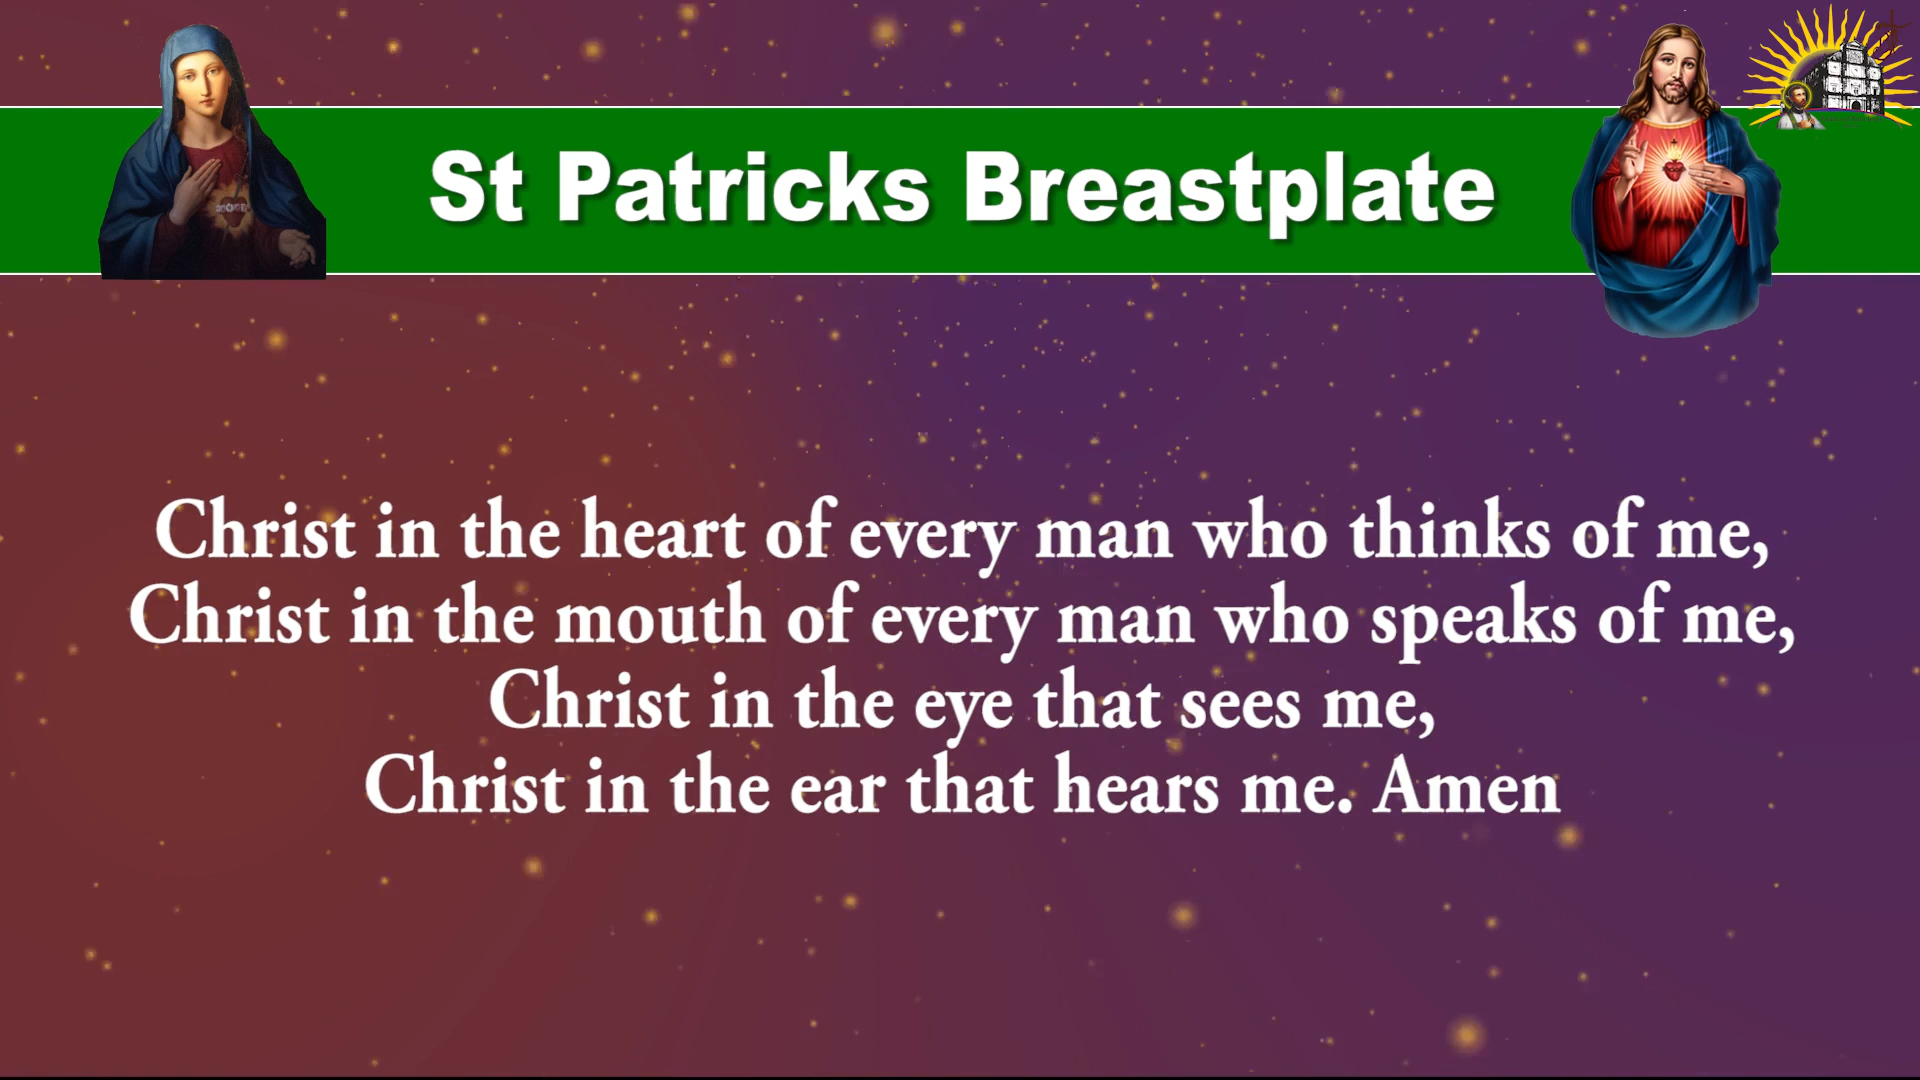 St Patricks Breastplate
Christ in the heart of every man who thinks of me,
Christ in the mouth of every man who speaks of me,
Christ in the eye that sees me,
Christ in the ear that hears me. Amen